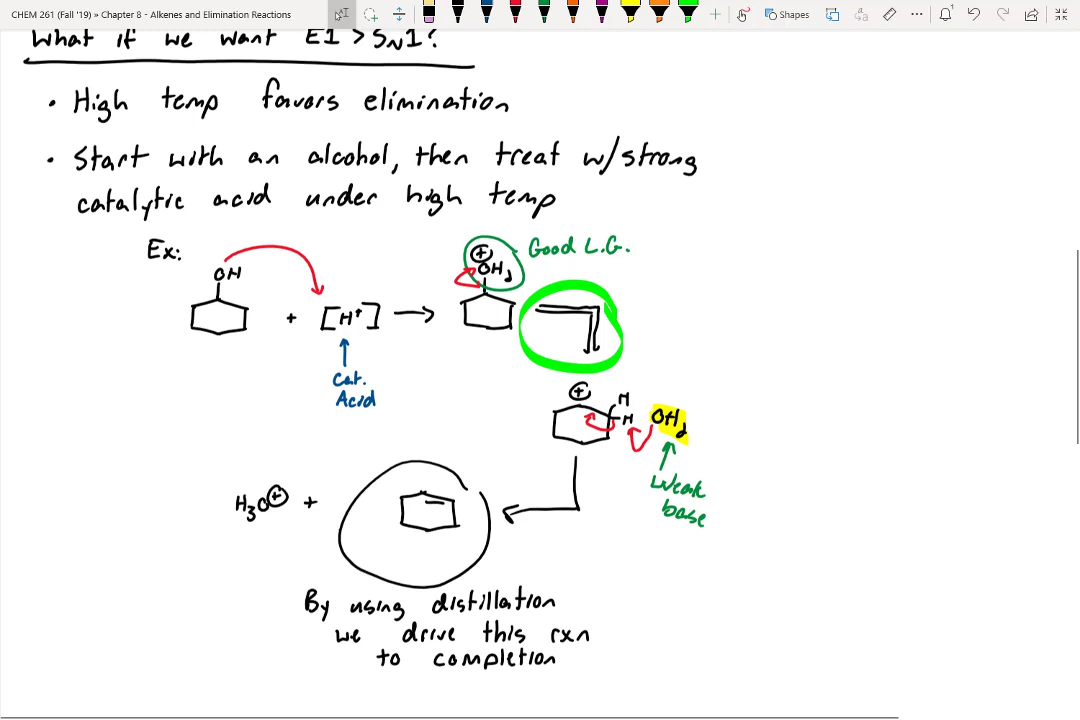 CHEM 261 (Fall '19) » Chapter 8 - Alkenes and Elimination Reactions
Shapes
What if we want E1 > SN1?
• High temp favors elimination
• Start with an alcohol, then treat w/strong
catalytic acid under high temp
Ex:
OH
+ [H⁺]
Cat.
Acid
⊕
OH₂
Good L.G.
⊕
H
H
OH₂
Weak
base
H₃O⊕ +
By using distillation
we drive this rxn
to completion